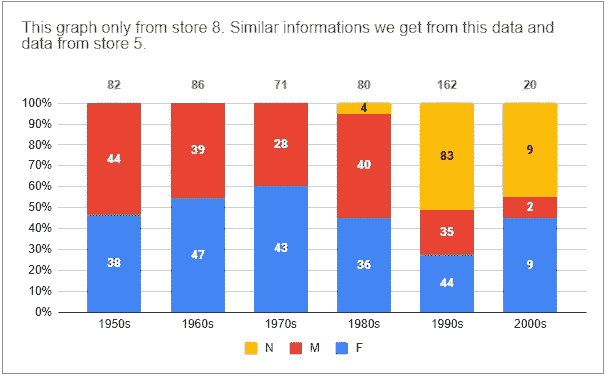 This graph only from store 8. Similar informations we get from this data and
data from store 5.
82 86 71 80 162 20
100%
90%
80%
70%
60%
50%
40%
30%
20%
10%
0%
4
44 39 28 40 83 9
35 2
38 47 43 36 44 9
1950s 1960s 1970s 1980s 1990s 2000s
N M F